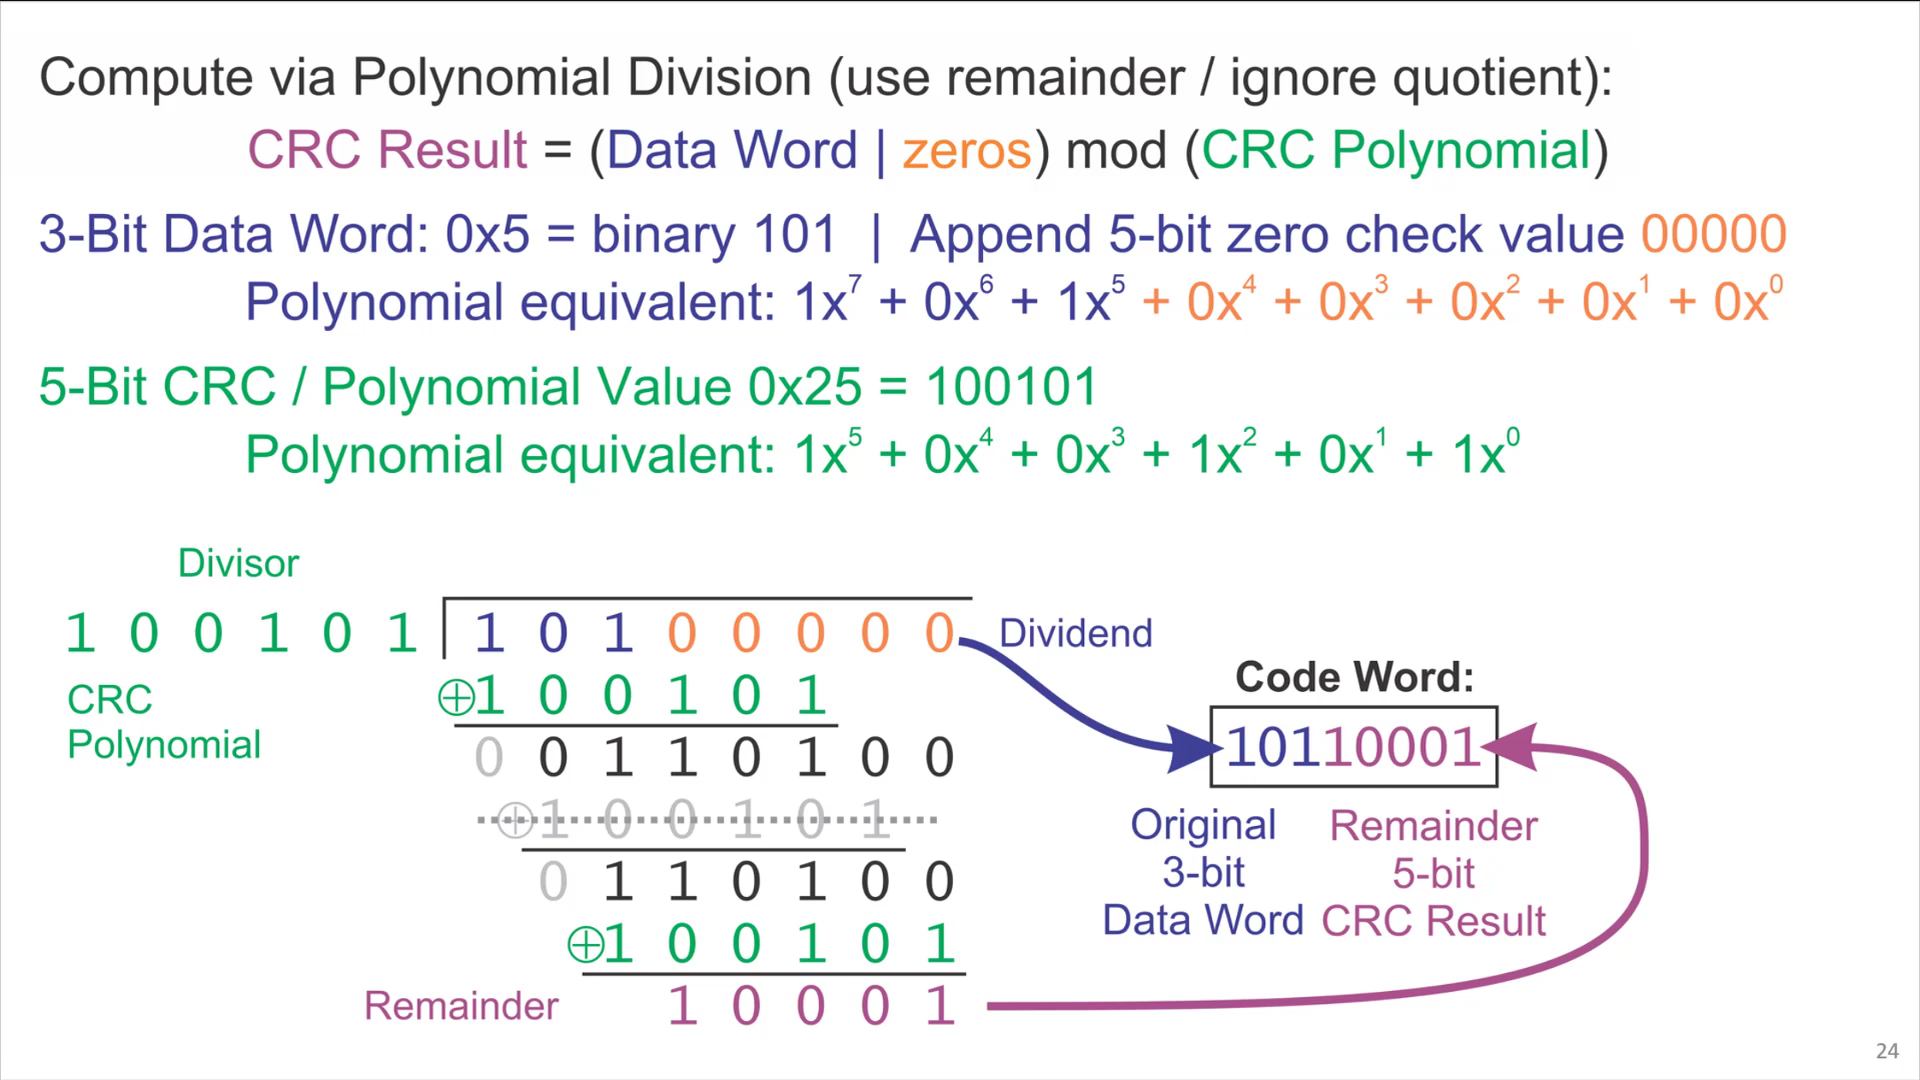 Compute via Polynomial Division (use remainder / ignore quotient):
CRC Result = (Data Word | zeros) mod (CRC Polynomial)
3-Bit Data Word: 0x5 = binary 101 | Append 5-bit zero check value 00000
Polynomial equivalent: 1x⁷ + 0x⁶ + 1x⁵ + 0x⁴ + 0x³ + 0x² + 0x¹ + 0x⁰
5-Bit CRC / Polynomial Value 0x25 = 100101
Polynomial equivalent: 1x⁵ + 0x⁴ + 0x³ + 1x² + 0x¹ + 1x⁰
Divisor
1 0 0 1 0 1 1 0 1 0 0 0 0 0 Dividend
CRC
Polynomial
⊕1 0 0 1 0 1
0 0 1 1 0 1 0 0
⊕1 0 0 1 0 1
0 1 1 0 1 0 0
⊕1 0 0 1 0 1
Remainder 1 0 0 0 1
Code Word:
10110001
Original
3-bit
Data Word
Remainder
5-bit
CRC Result
24